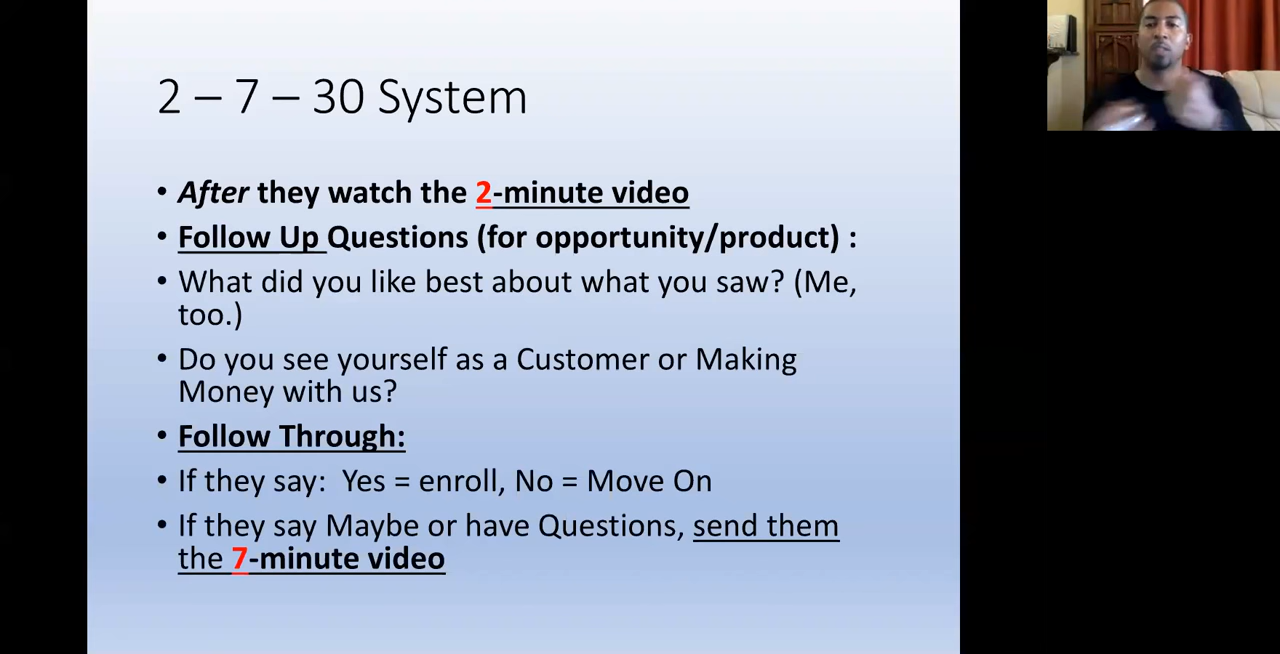 2 – 7 – 30 System
• After they watch the 2-minute video
• Follow Up Questions (for opportunity/product) :
• What did you like best about what you saw? (Me,
too.)
• Do you see yourself as a Customer or Making
Money with us?
• Follow Through:
• If they say:  Yes = enroll, No = Move On
• If they say Maybe or have Questions, send them
the 7-minute video